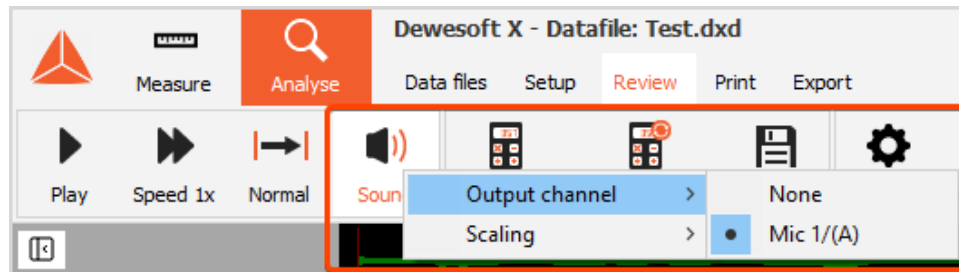 Dewesoft X - Datafile: Test.dxd
Measure Analyse Data files Setup Review Print Export
Play Speed 1x Normal Sound
Output channel None
Scaling Mic 1/(A)